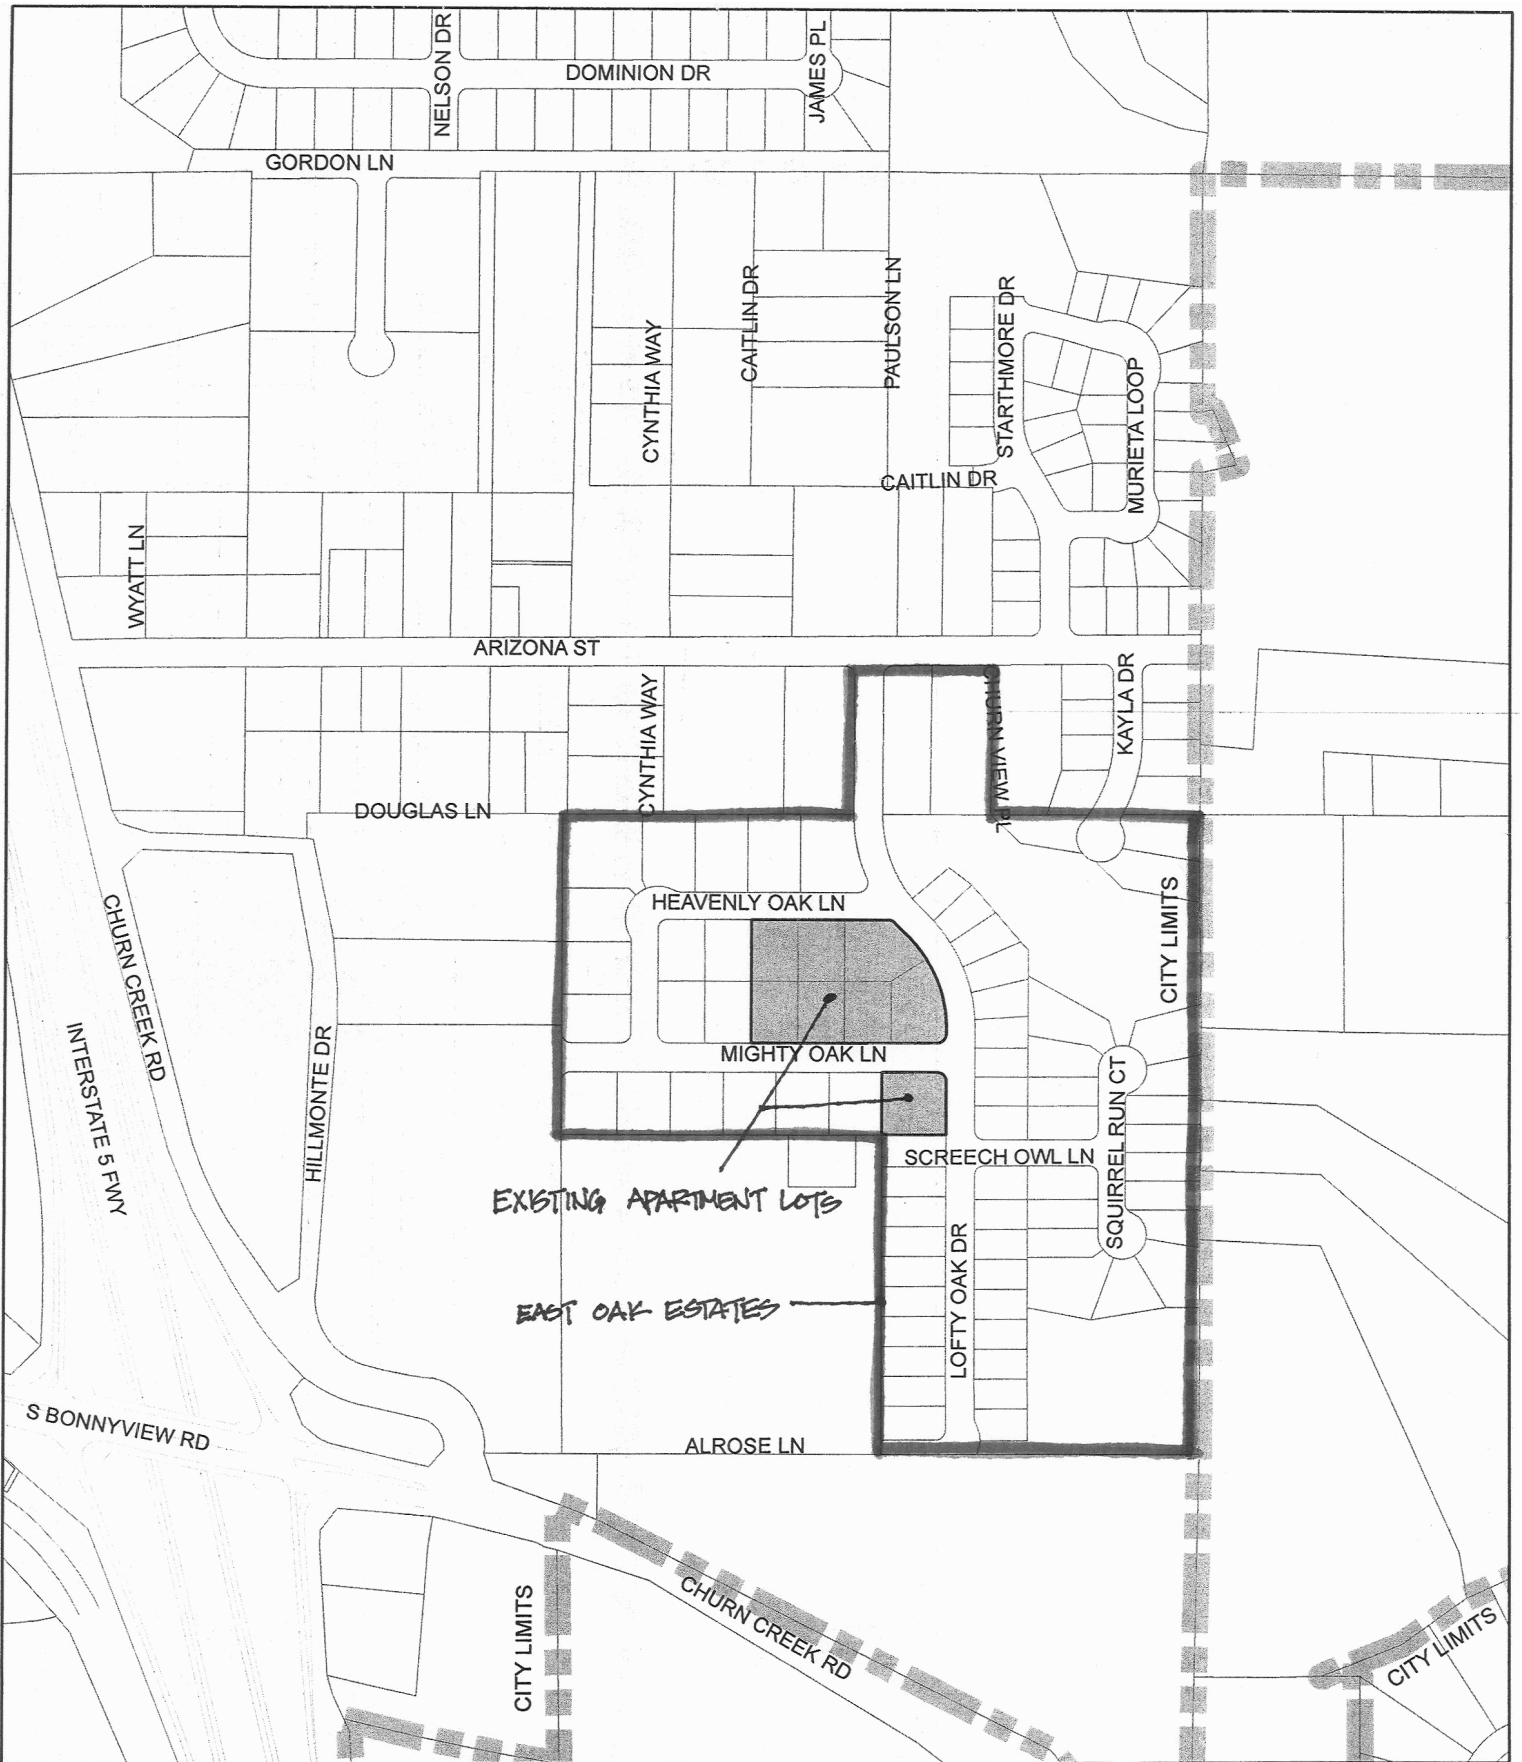 NELSON DR
JAMES PL
DOMINION DR
GORDON LN
CAITLIN DR
PAULSON LN
STARTHMORE DR
CYNTHIA WAY
MURIETA LOOP
CAITLIN DR
WYATT LN
ARIZONA ST
CYNTHIA WAY
CHURN VIEW PL
KAYLA DR
DOUGLAS LN
HEAVENLY OAK LN
CITY LIMITS
CHURN CREEK RD
INTERSTATE 5 FWY
HILLMONTE DR
MIGHTY OAK LN
SQUIRREL RUN CT
SCREECH OWL LN
EXISTING APARTMENT LOTS
LOFTY OAK DR
EAST OAK ESTATES
S BONNYVIEW RD
ALROSE LN
CITY LIMITS
CHURN CREEK RD
CITY LIMITS